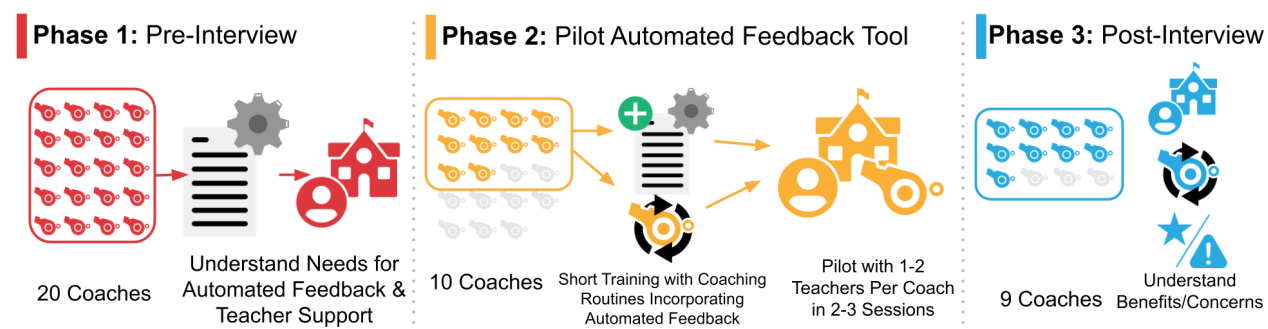 Phase 1: Pre-Interview
20 Coaches
Understand Needs for
Automated Feedback &
Teacher Support
Phase 2: Pilot Automated Feedback Tool
10 Coaches
Short Training with Coaching
Routines Incorporating
Automated Feedback
Pilot with 1-2
Teachers Per Coach
in 2-3 Sessions
Phase 3: Post-Interview
9 Coaches
Understand
Benefits/Concerns